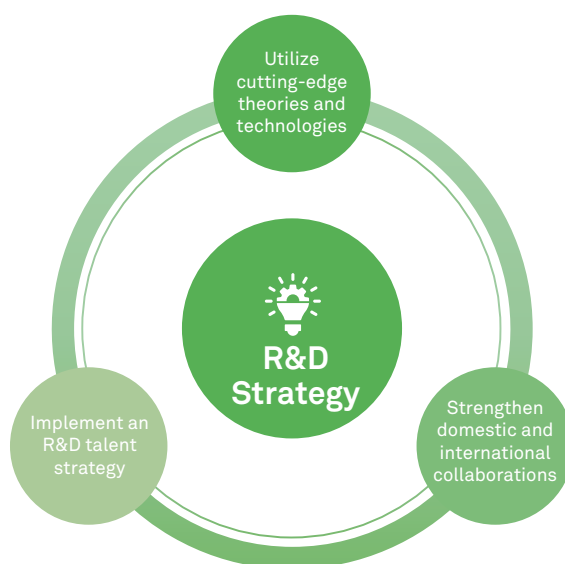 Utilize
cutting-edge
theories and
technologies
R&D
Strategy
Implement an
R&D talent
strategy
Strengthen
domestic and
international
collaborations